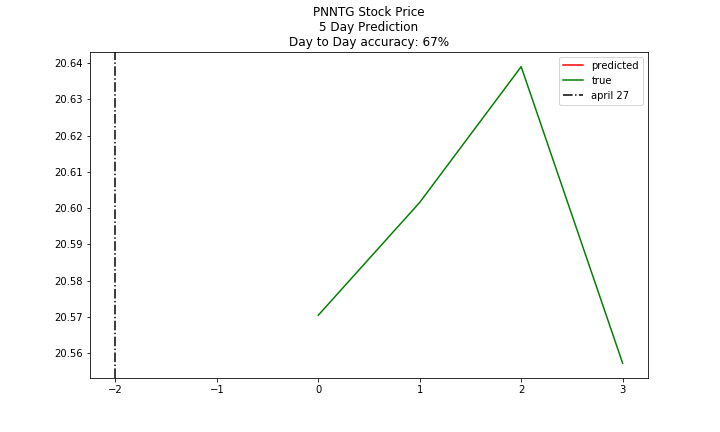 PNNTG Stock Price
5 Day Prediction
Day to Day accuracy: 67%
20.64
20.63
20.62
20.61
20.60
20.59
20.58
20.57
20.56
predicted
true
april 27
−2
−1
0
1
2
3